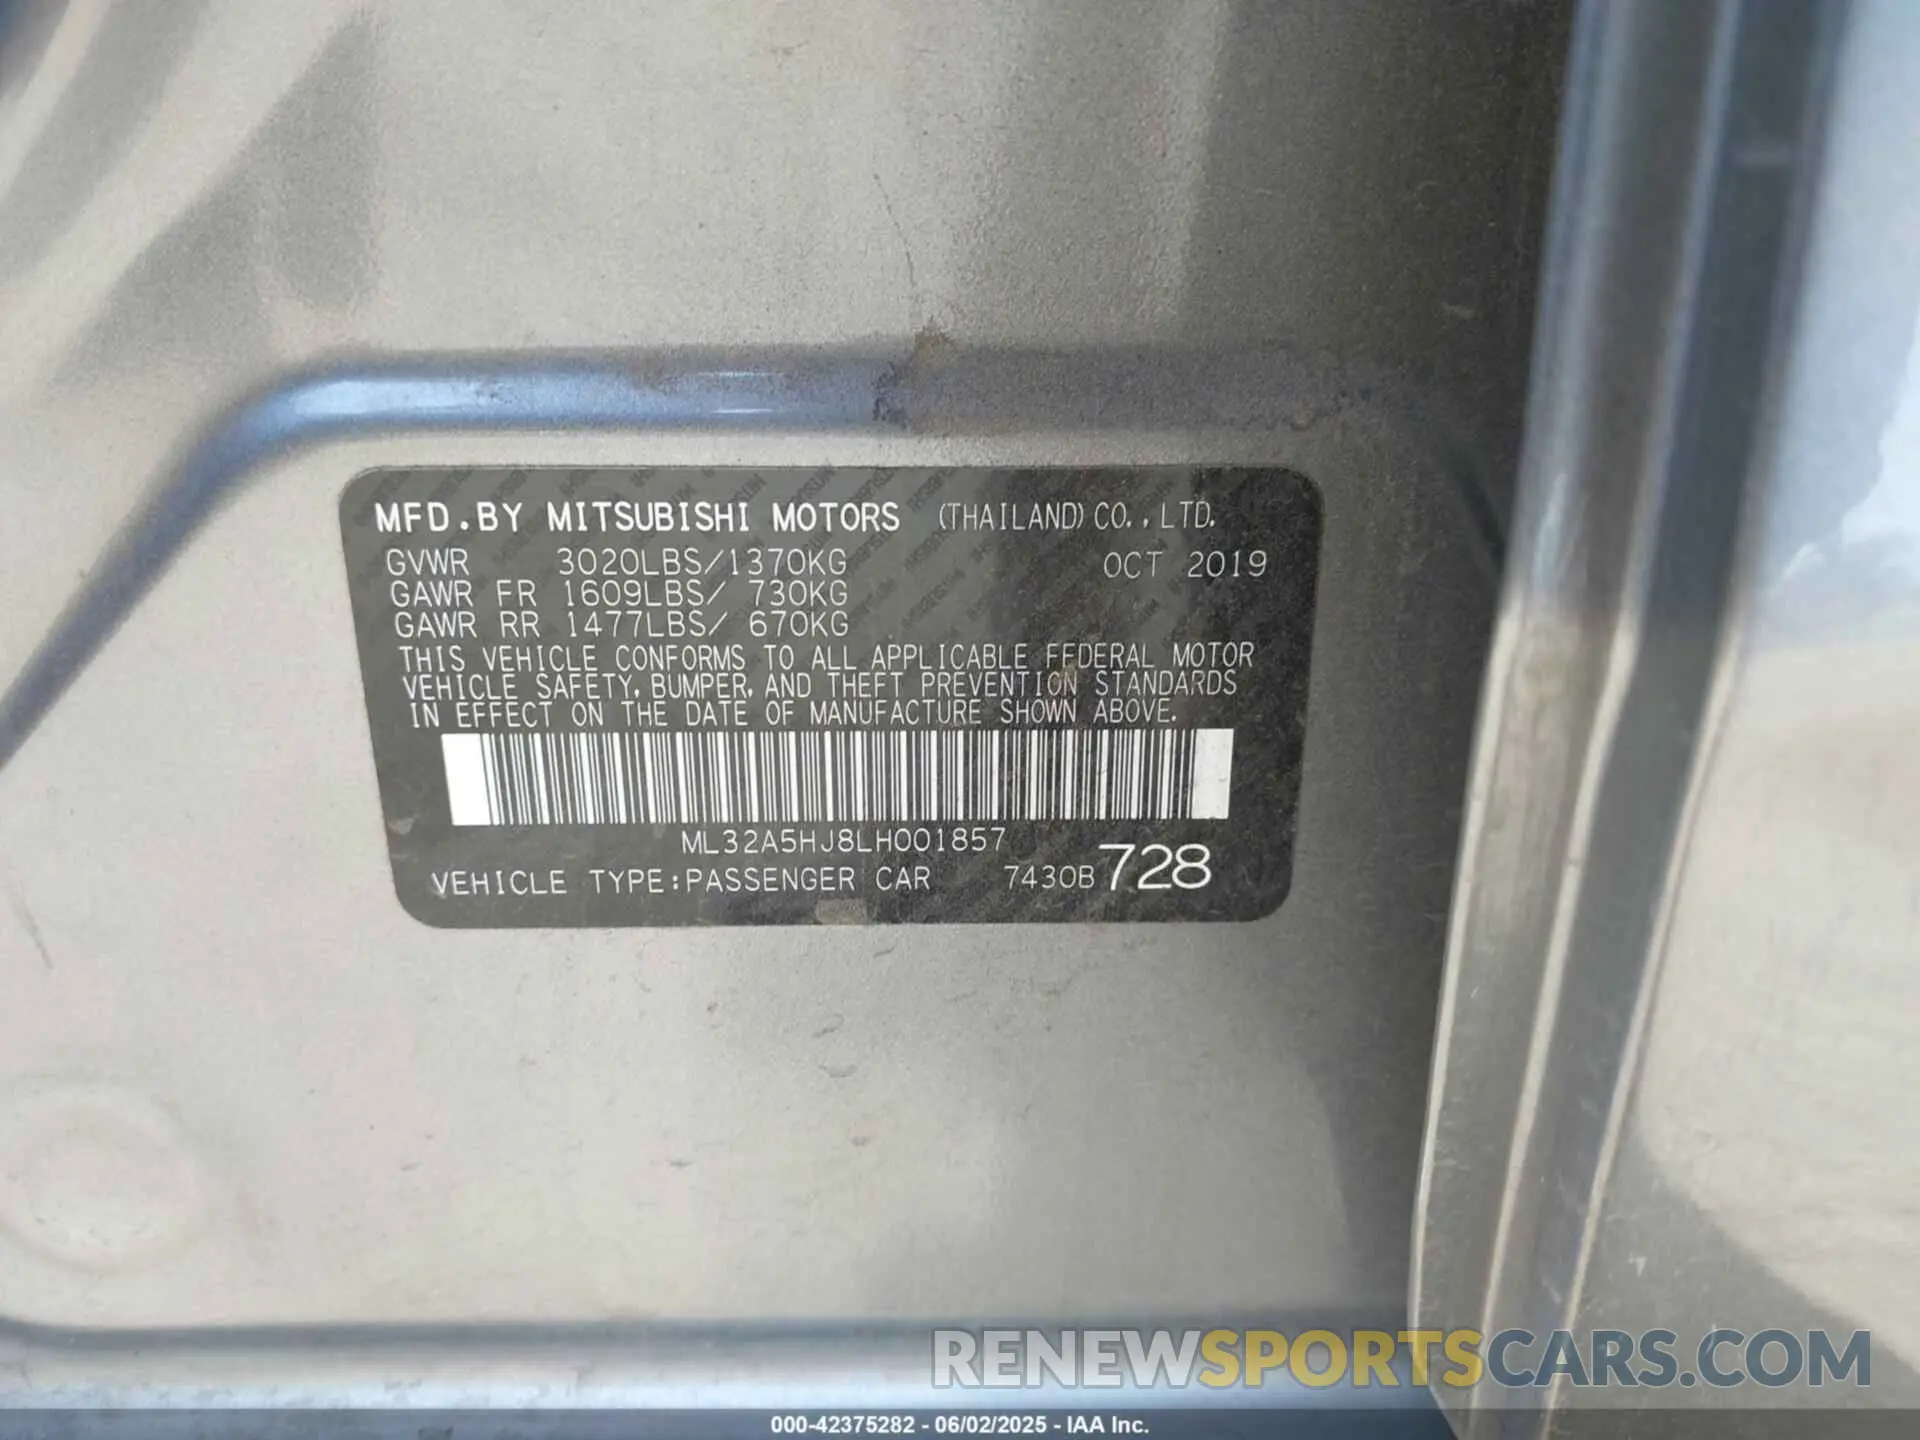 MFD.BY MITSUBISHI MOTORS (THAILAND) CO.,LTD.
GVWR 3020LBS/1370KG OCT 2019
GAWR FR 1609LBS/ 730KG
GAWR RR 1477LBS/ 670KG
THIS VEHICLE CONFORMS TO ALL APPLICABLE FEDERAL MOTOR
VEHICLE SAFETY, BUMPER, AND THEFT PREVENTION STANDARDS
IN EFFECT ON THE DATE OF MANUFACTURE SHOWN ABOVE.
ML32A5HJ8LH001857
VEHICLE TYPE:PASSENGER CAR 7430B 728
RENEWSPORTSCARS.COM
000-42375282 - 06/02/2025 - IAA Inc.